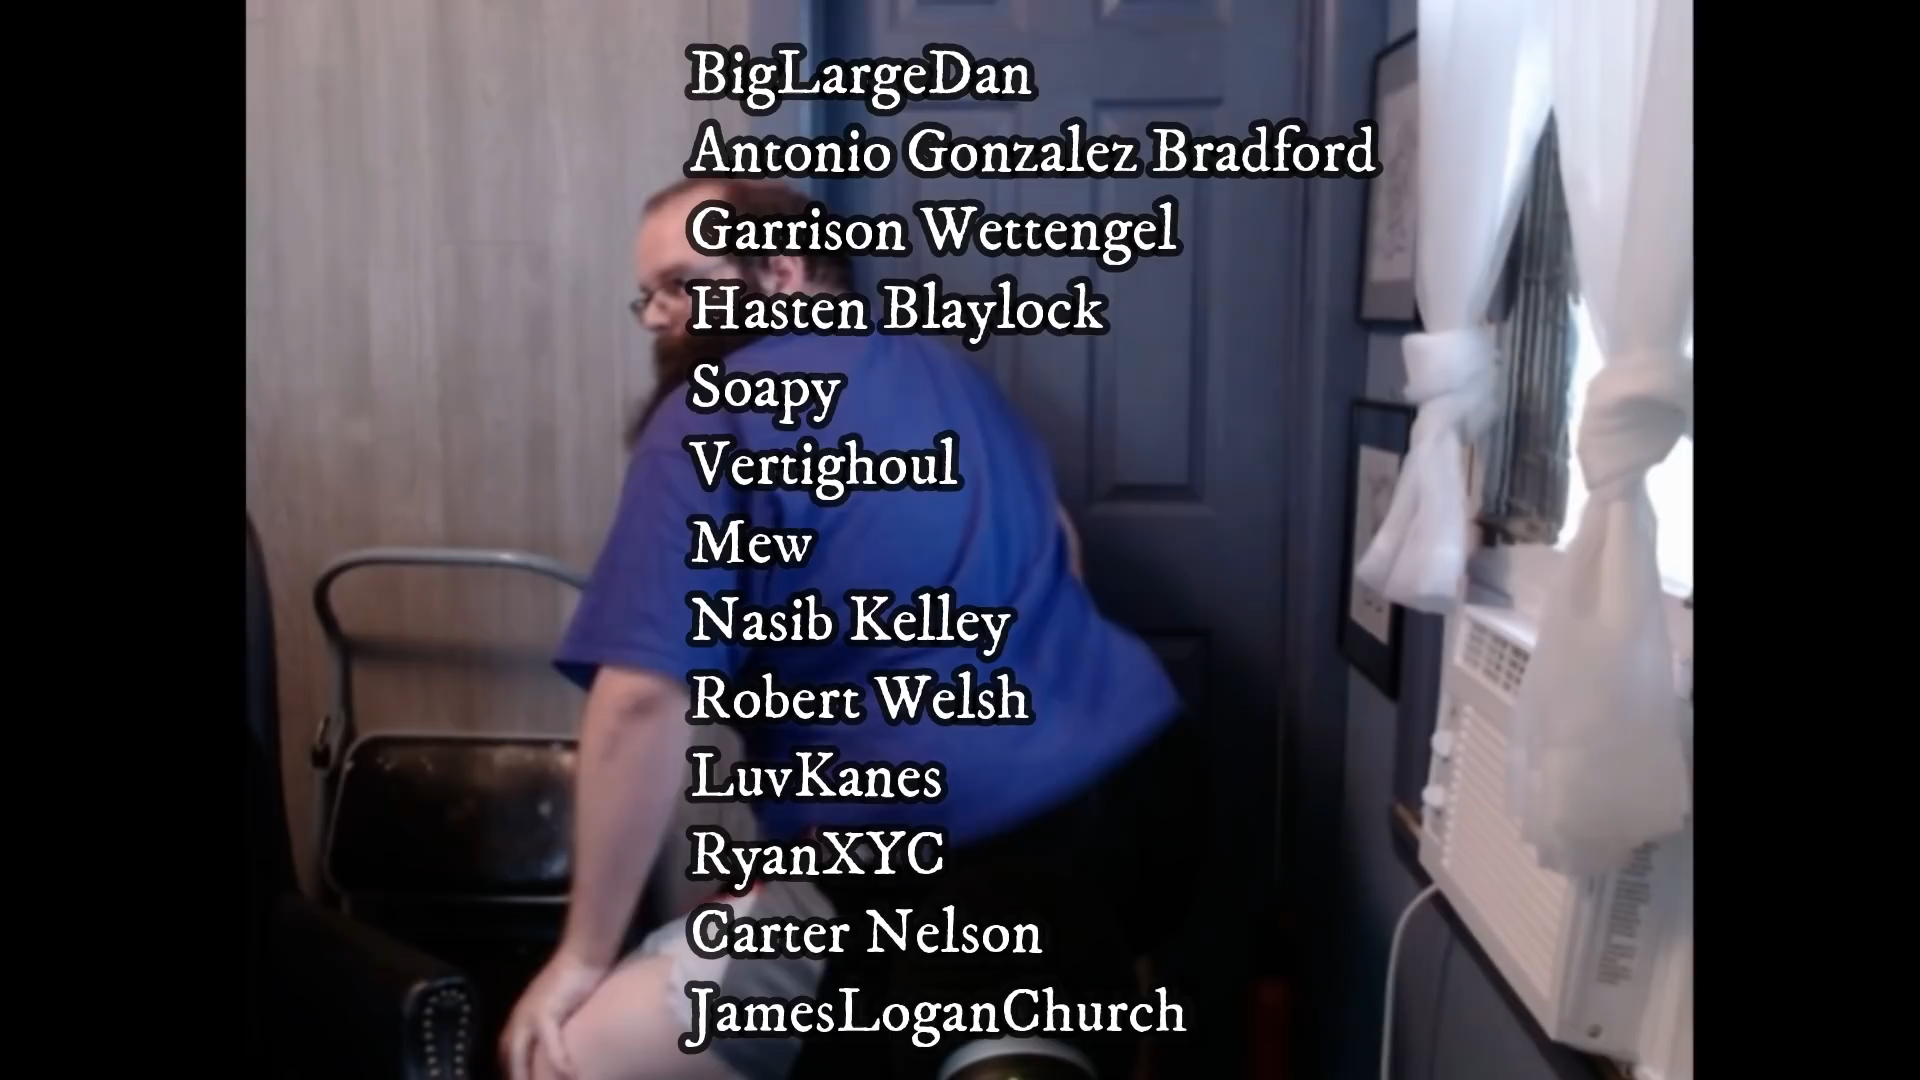 BigLargeDan
Antonio Gonzalez Bradford
Garrison Wettengel
Hasten Blaylock
Soapy
Vertighoul
Mew
Nasib Kelley
Robert Welsh
LuvKanes
RyanXYC
Carter Nelson
JamesLoganChurch